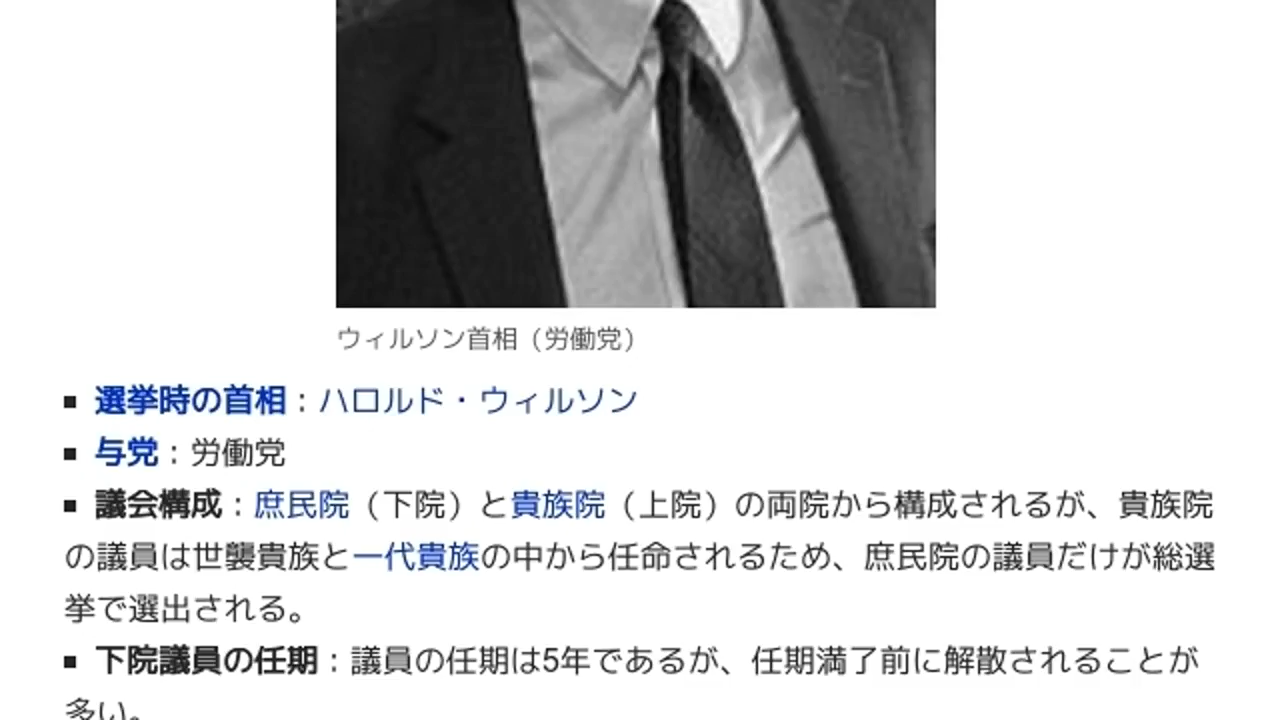 ウィルソン首相（労働党）
▪ 選挙時の首相：ハロルド・ウィルソン
▪ 与党：労働党
▪ 議会構成：庶民院（下院）と貴族院（上院）の両院から構成されるが、貴族院
の議員は世襲貴族と一代貴族の中から任命されるため、庶民院の議員だけが総選
挙で選出される。
▪ 下院議員の任期：議員の任期は5年であるが、任期満了前に解散されることが
多い。